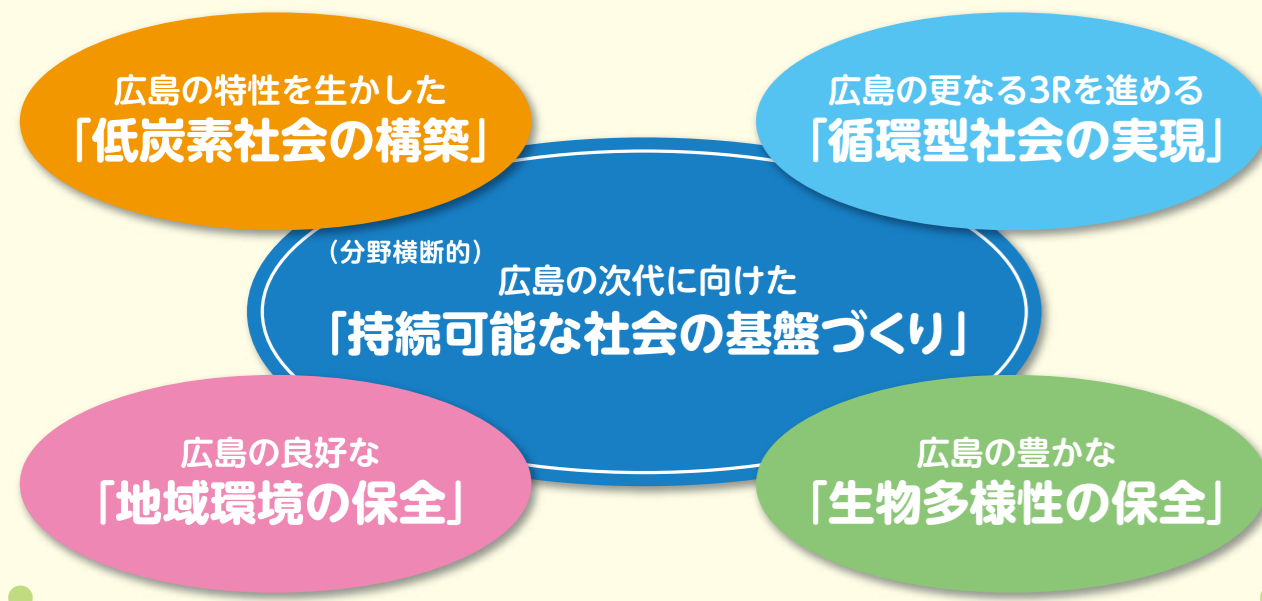 広島の特性を生かした
「低炭素社会の構築」
広島の更なる3Rを進める
「循環型社会の実現」
(分野横断的)
広島の次代に向けた
「持続可能な社会の基盤づくり」
広島の良好な
「地域環境の保全」
広島の豊かな
「生物多様性の保全」